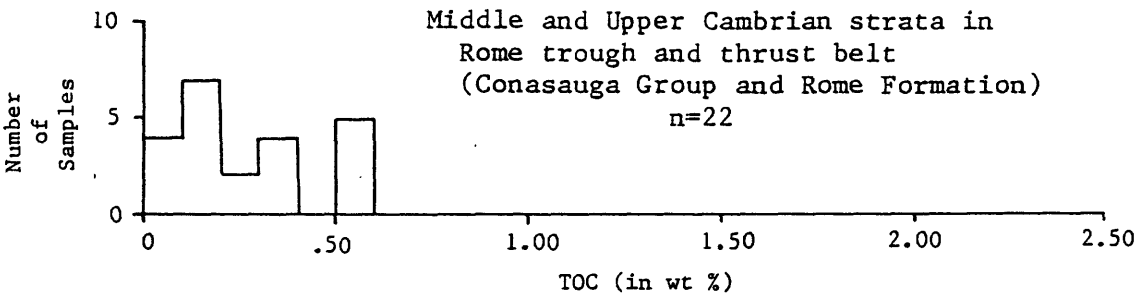 Middle and Upper Cambrian strata in
Rome trough and thrust belt
(Conasauga Group and Rome Formation)
n=22
Number
of
Samples
10
5
0
0 .50 1.00 1.50 2.00 2.50
TOC (in wt %)